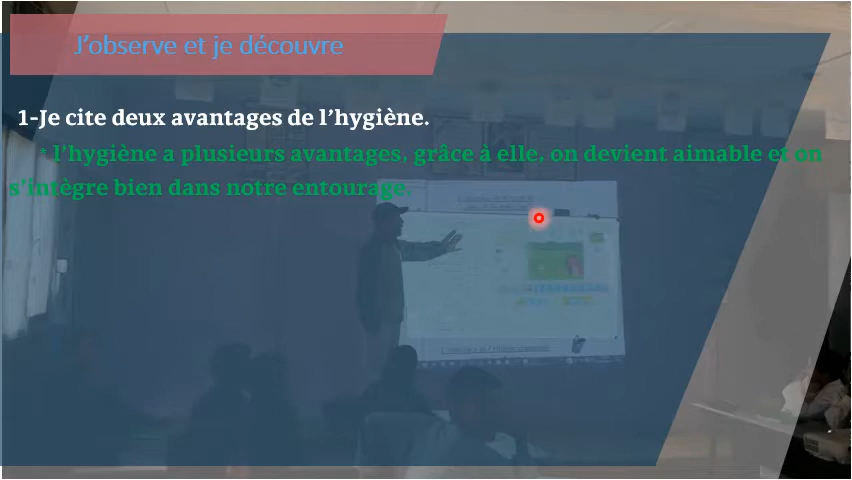 J'observe et je découvre
1-Je cite deux avantages de l'hygiène.
* l'hygiène a plusieurs avantages, grâce à elle, on devient aimable et on
s'intègre bien dans notre entourage.